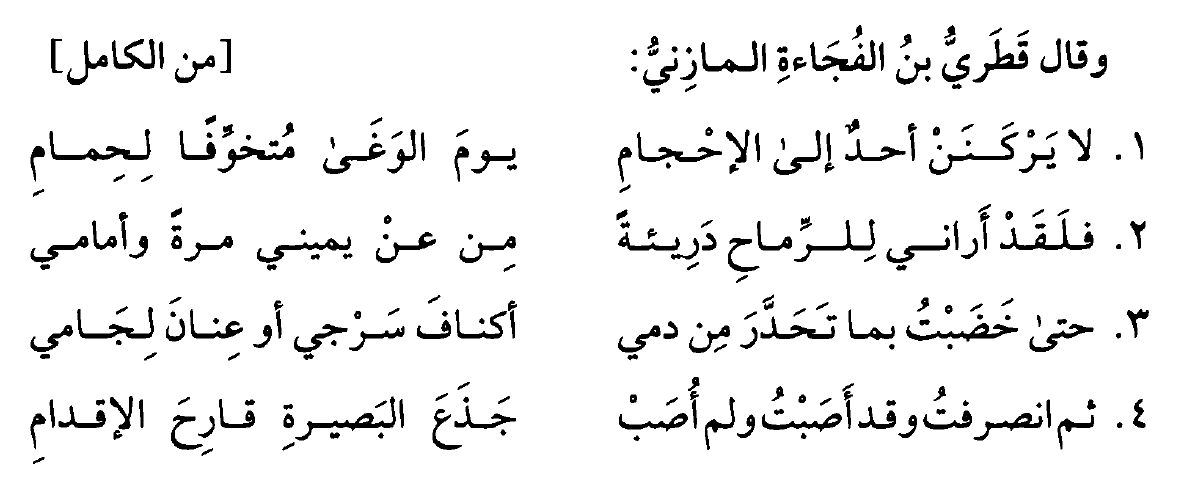 وقال قَطَريُّ بنُ الفُجَاءةِ المازِنيُّ: [من الكامل]
١. لا يَرْكَنَنْ أحدٌ إلىٰ الإحْجامِ يومَ الوَغَىٰ مُتخوِّفًا لِحِمامِ
٢. فلَقَدْ أَراني لِلرِّماحِ دَرِيئةً مِن عنْ يميني مرةً وأمامي
٣. حتىٰ خَضَبْتُ بما تَحَدَّرَ مِن دمي أكنافَ سَرْجي أو عِنانَ لِجَامي
٤. ثم انصرفتُ وقد أَصَبْتُ ولم أُصَبْ جَذَعَ البَصيرةِ قارِحَ الإقدامِ